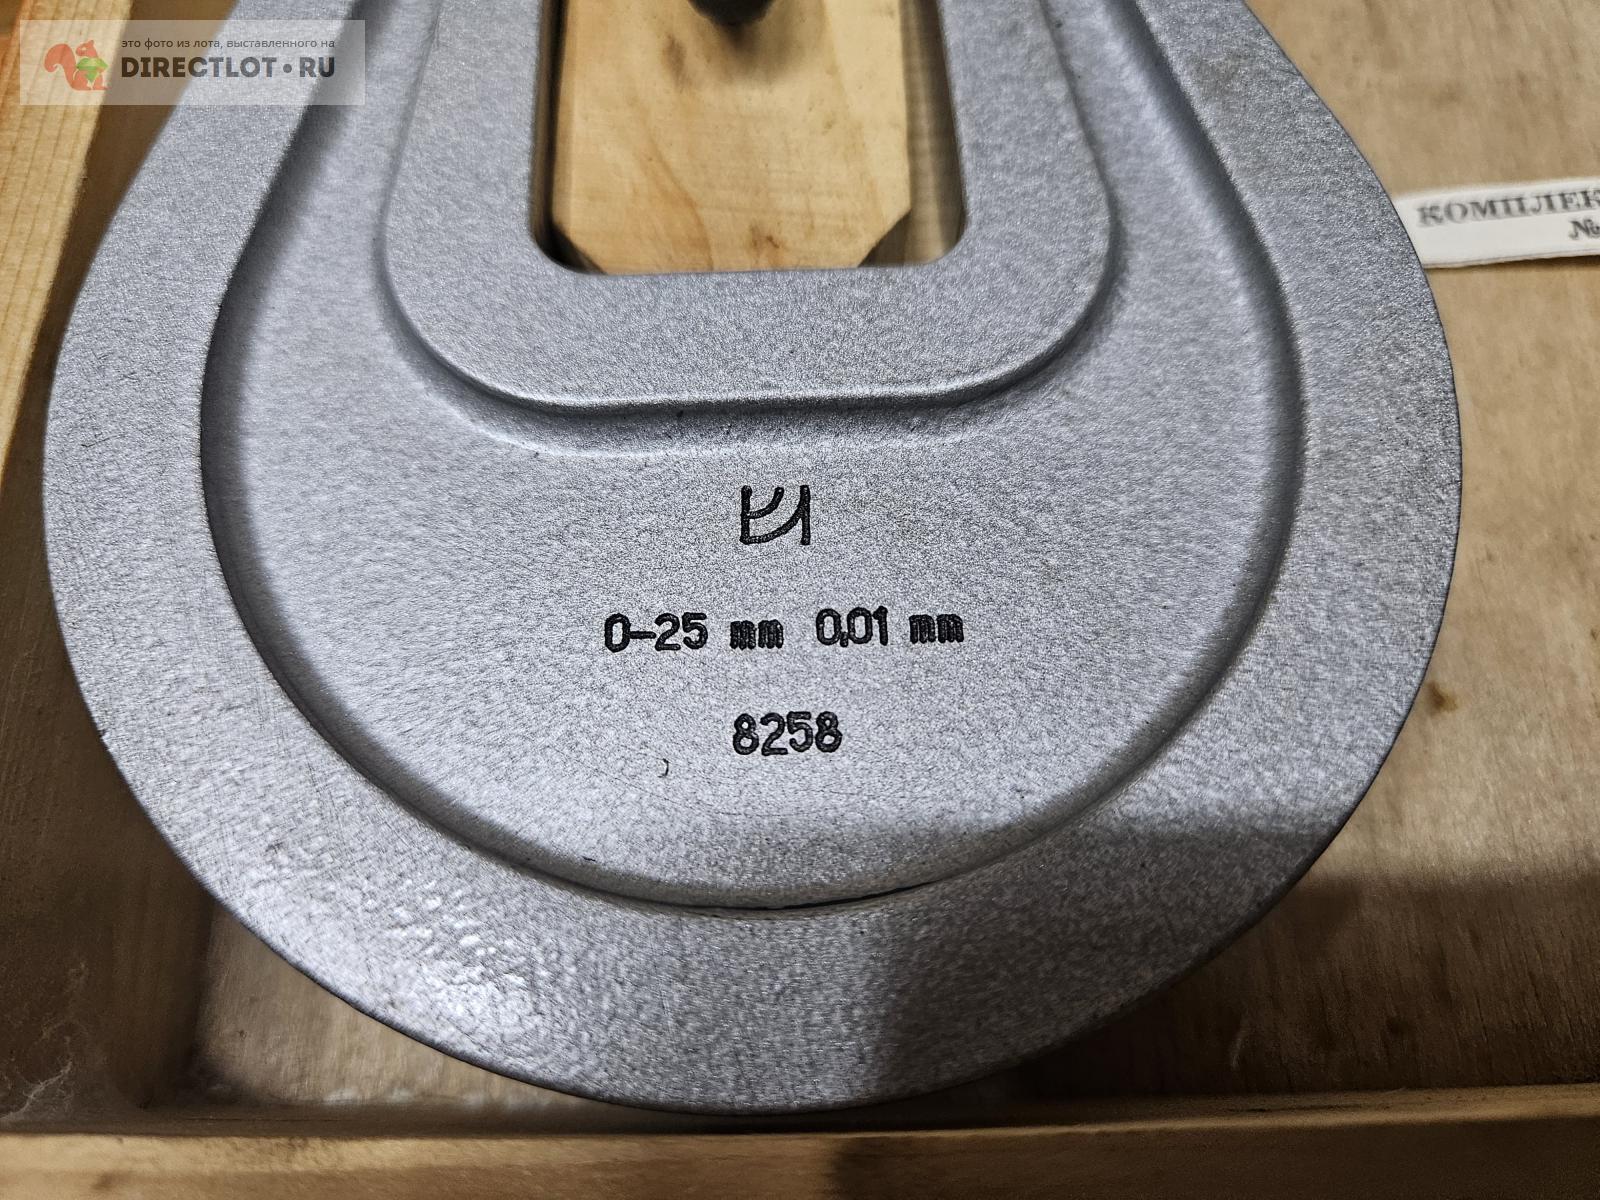 это фото из лота, выставленного на
DIRECTLOT•RU
КОМПЛЕК
№
0-25 mm 0,01 mm
8258